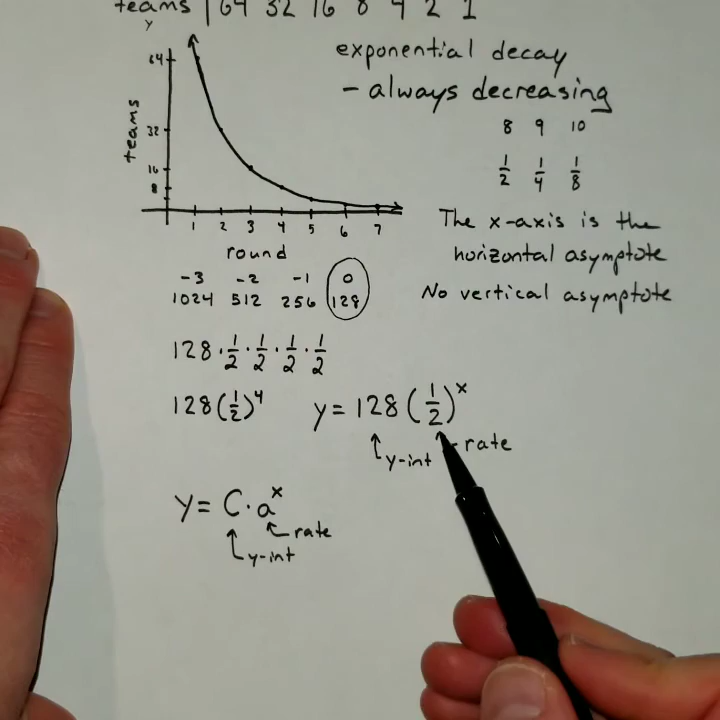 teams | 64 32 16 8 4 2 1
y
exponential decay
- always decreasing
8 9 10
1/2 1/4 1/8
64
32
16
8
teams
1 2 3 4 5 6 7
round
The x-axis is the
horizontal asymptote
No vertical asymptote
-3 -2 -1 0
1024 512 256 128
128 · 1/2 · 1/2 · 1/2 · 1/2
128(1/2)⁴
y = 128(1/2)ˣ
y-int
rate
y = C · aˣ
rate
y-int